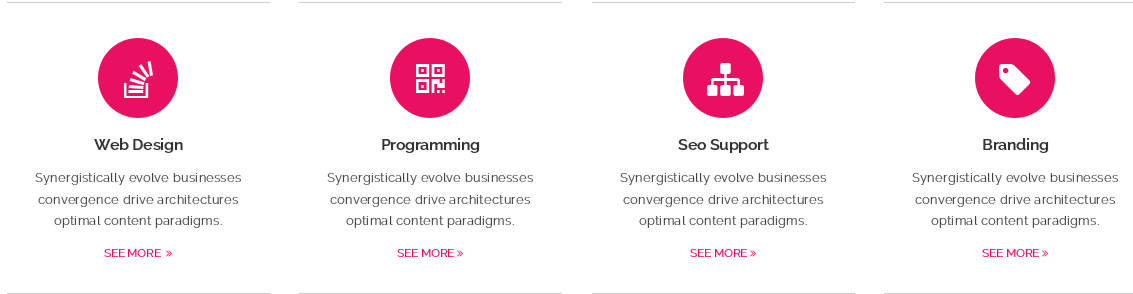 Web Design
Synergistically evolve businesses
convergence drive architectures
optimal content paradigms.
SEE MORE »
Programming
Synergistically evolve businesses
convergence drive architectures
optimal content paradigms.
SEE MORE »
Seo Support
Synergistically evolve businesses
convergence drive architectures
optimal content paradigms.
SEE MORE »
Branding
Synergistically evolve businesses
convergence drive architectures
optimal content paradigms.
SEE MORE »